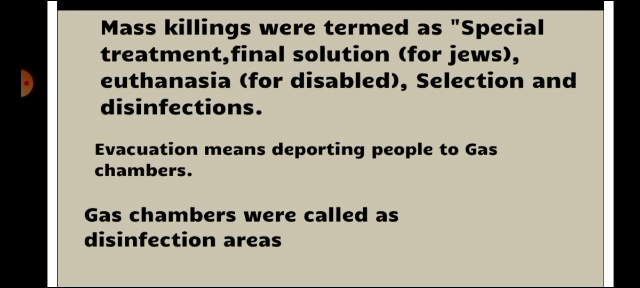 Mass killings were termed as "Special
treatment,final solution (for jews),
euthanasia (for disabled), Selection and
disinfections.
Evacuation means deporting people to Gas
chambers.
Gas chambers were called as
disinfection areas